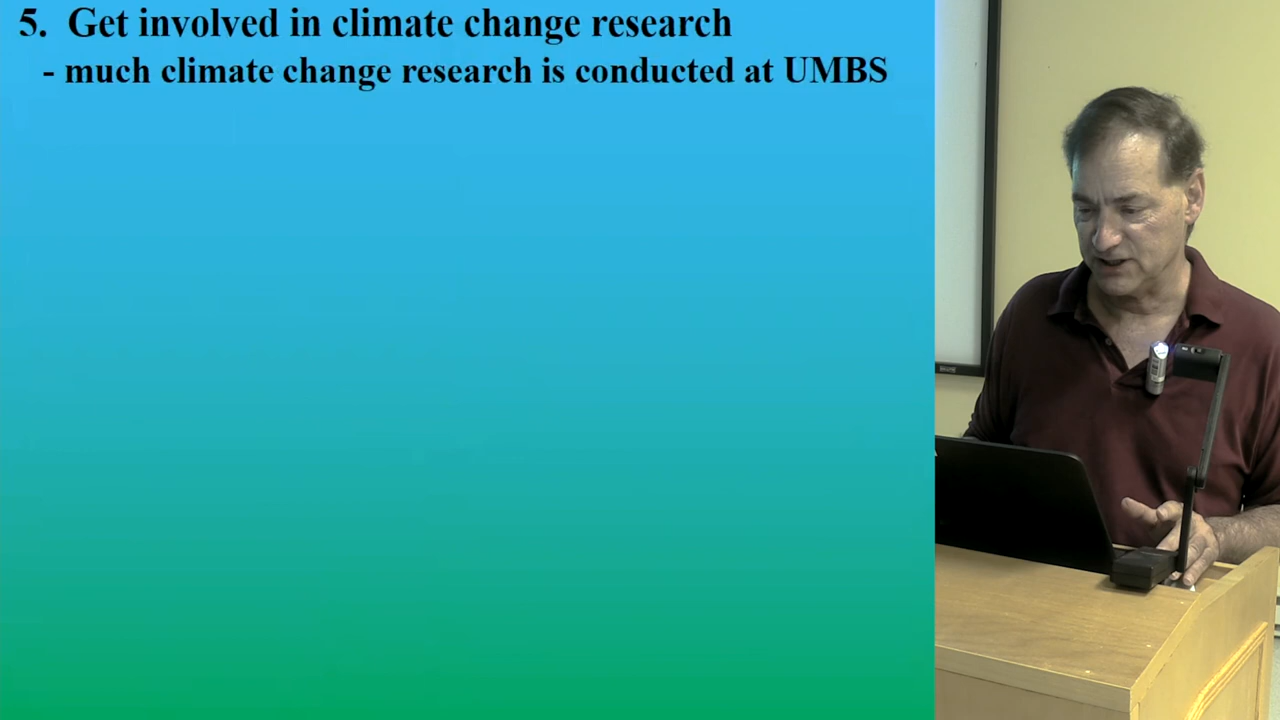 5. Get involved in climate change research
- much climate change research is conducted at UMBS